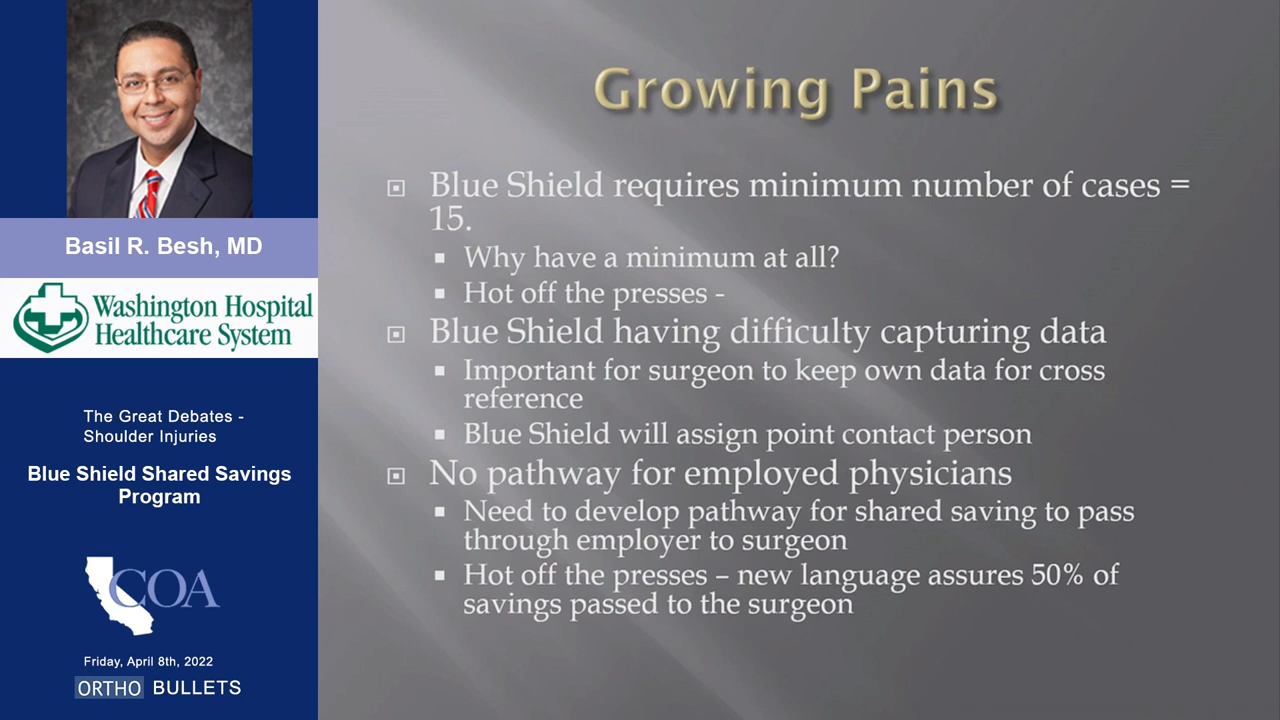 Basil R. Besh, MD
Washington Hospital
Healthcare System
The Great Debates -
Shoulder Injuries
Blue Shield Shared Savings
Program
COA
Friday, April 8th, 2022
ORTHO BULLETS
Growing Pains
Blue Shield requires minimum number of cases =
15.
Why have a minimum at all?
Hot off the presses -
Blue Shield having difficulty capturing data
Important for surgeon to keep own data for cross
reference
Blue Shield will assign point contact person
No pathway for employed physicians
Need to develop pathway for shared saving to pass
through employer to surgeon
Hot off the presses – new language assures 50% of
savings passed to the surgeon